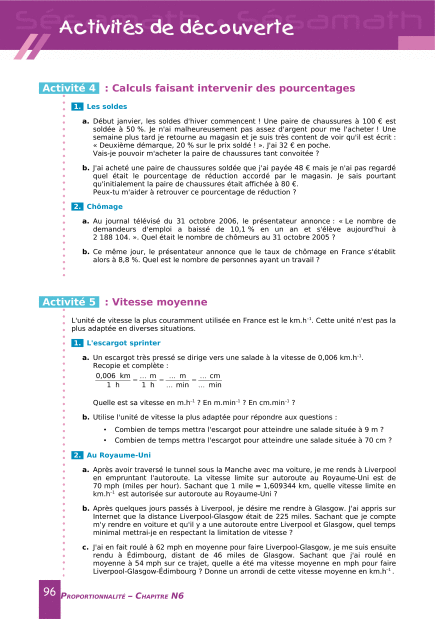 Sésamath Sésamath
Activités de découverte
Activité 4 : Calculs faisant intervenir des pourcentages
1. Les soldes
a. Début janvier, les soldes d'hiver commencent ! Une paire de chaussures à 100 € est
soldée à 50 %. Je n'ai malheureusement pas assez d'argent pour me l'acheter ! Une
semaine plus tard je retourne au magasin et je suis très content de voir qu'il est écrit :
« Deuxième démarque, 20 % sur le prix soldé ! ». J'ai 32 € en poche.
Vais-je pouvoir m'acheter la paire de chaussures tant convoitée ?
b. J'ai acheté une paire de chaussures soldée que j'ai payée 48 € mais je n'ai pas regardé
quel était le pourcentage de réduction accordé par le magasin. Je sais pourtant
qu'initialement la paire de chaussures était affichée à 80 €.
Peux-tu m'aider à retrouver ce pourcentage de réduction ?
2. Chômage
a. Au journal télévisé du 31 octobre 2006, le présentateur annonce : « Le nombre de
demandeurs d'emploi a baissé de 10,1 % en un an et s'élève aujourd'hui à
2 188 104. ». Quel était le nombre de chômeurs au 31 octobre 2005 ?
b. Ce même jour, le présentateur annonce que le taux de chômage en France s'établit
alors à 8,8 %. Quel est le nombre de personnes ayant un travail ?
Activité 5 : Vitesse moyenne
L'unité de vitesse la plus couramment utilisée en France est le km.h⁻¹. Cette unité n'est pas la
plus adaptée en diverses situations.
1. L'escargot sprinter
a. Un escargot très pressé se dirige vers une salade à la vitesse de 0,006 km.h⁻¹.
Recopie et complète :
0,006 km / 1 h = ... m / 1 h = ... m / ... min = ... cm / ... min
Quelle est sa vitesse en m.h⁻¹ ? En m.min⁻¹ ? En cm.min⁻¹ ?
b. Utilise l'unité de vitesse la plus adaptée pour répondre aux questions :
• Combien de temps mettra l'escargot pour atteindre une salade située à 9 m ?
• Combien de temps mettra l'escargot pour atteindre une salade située à 70 cm ?
2. Au Royaume-Uni
a. Après avoir traversé le tunnel sous la Manche avec ma voiture, je me rends à Liverpool
en empruntant l'autoroute. La vitesse limite sur autoroute au Royaume-Uni est de
70 mph (miles per hour). Sachant que 1 mile = 1,609344 km, quelle vitesse limite en
km.h⁻¹ est autorisée sur autoroute au Royaume-Uni ?
b. Après quelques jours passés à Liverpool, je désire me rendre à Glasgow. J'ai appris sur
Internet que la distance Liverpool-Glasgow était de 225 miles. Sachant que je compte
m'y rendre en voiture et qu'il y a une autoroute entre Liverpool et Glasgow, quel temps
minimal mettrai-je en respectant la limitation de vitesse ?
c. J'ai en fait roulé à 62 mph en moyenne pour faire Liverpool-Glasgow, je me suis ensuite
rendu à Édimbourg, distant de 46 miles de Glasgow. Sachant que j'ai roulé en
moyenne à 54 mph sur ce trajet, quelle a été ma vitesse moyenne en mph pour faire
Liverpool-Glasgow-Édimbourg ? Donne un arrondi de cette vitesse moyenne en km.h⁻¹.
96 PROPORTIONNALITÉ – CHAPITRE N6